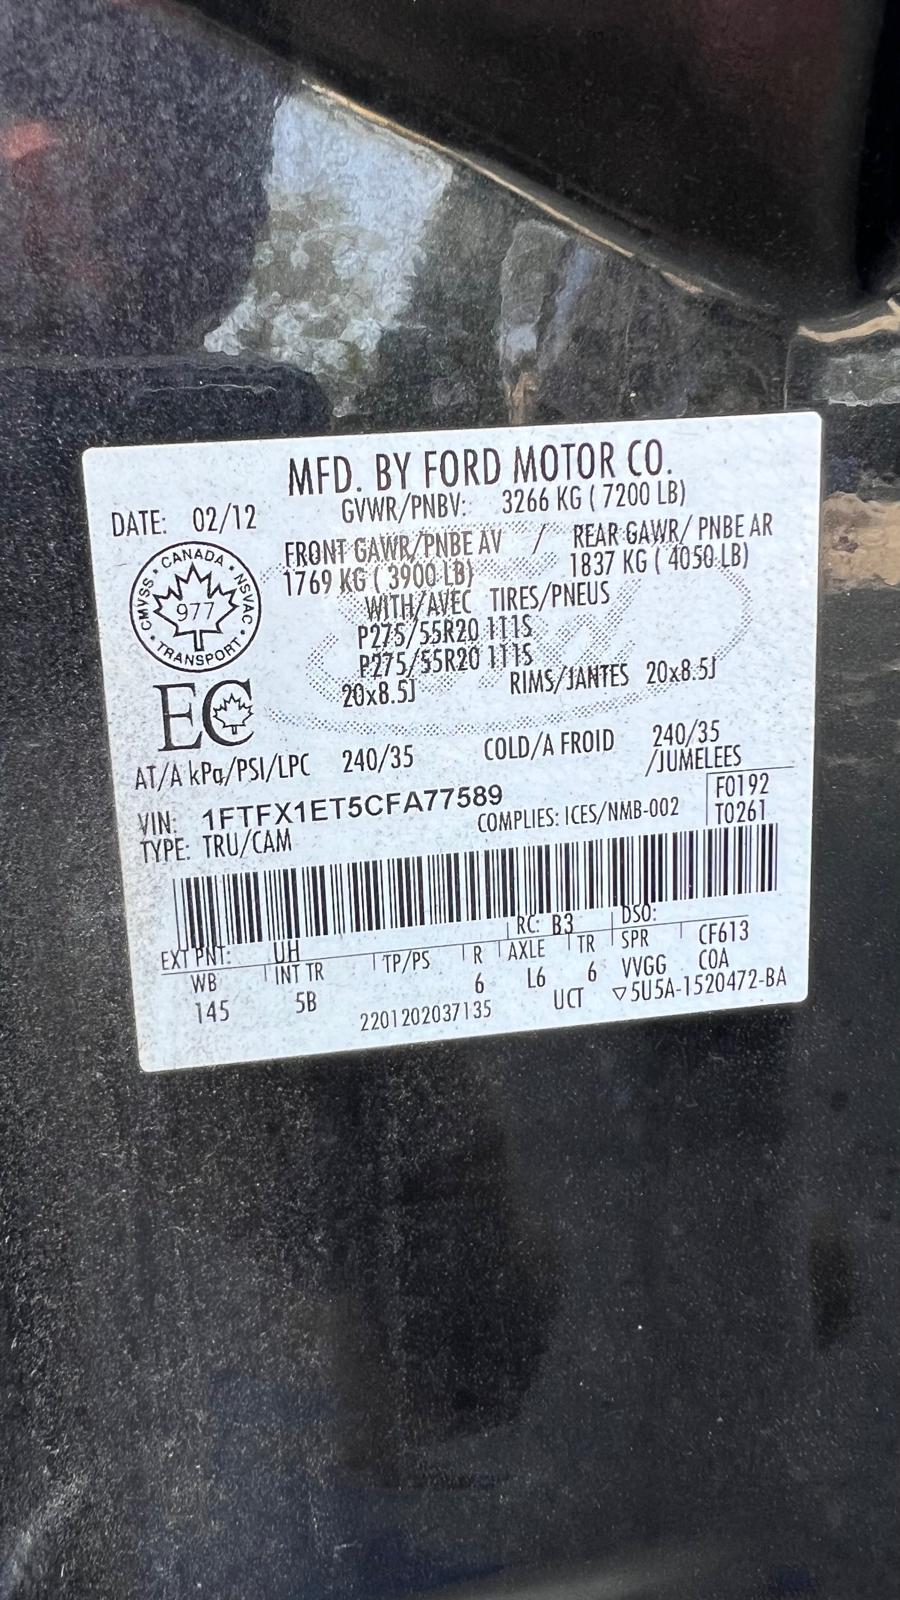 MFD. BY FORD MOTOR CO.
DATE: 02/12 GVWR/PNBV: 3266 KG ( 7200 LB)
FRONT GAWR/PNBE AV / REAR GAWR/ PNBE AR
1769 KG ( 3900 LB) 1837 KG ( 4050 LB)
WITH/AVEC TIRES/PNEUS
P275/55R20 111S
P275/55R20 111S
20x8.5J RIMS/JANTES 20x8.5J
CANADA · NSVAC · TRANSPORT · CMVSS ·
977
EC
AT/A kPa/PSI/LPC 240/35 COLD/A FROID 240/35
/JUMELEES
VIN: 1FTFX1ET5CFA77589
F0192
TYPE: TRU/CAM COMPLIES: ICES/NMB-002 T0261
EXT PNT: UH RC: B3 DSO:
WB INT TR TP/PS R AXLE TR SPR CF613
145 5B 6 L6 6 VVGG COA
2201202037135 UCT ▽5U5A-1520472-BA